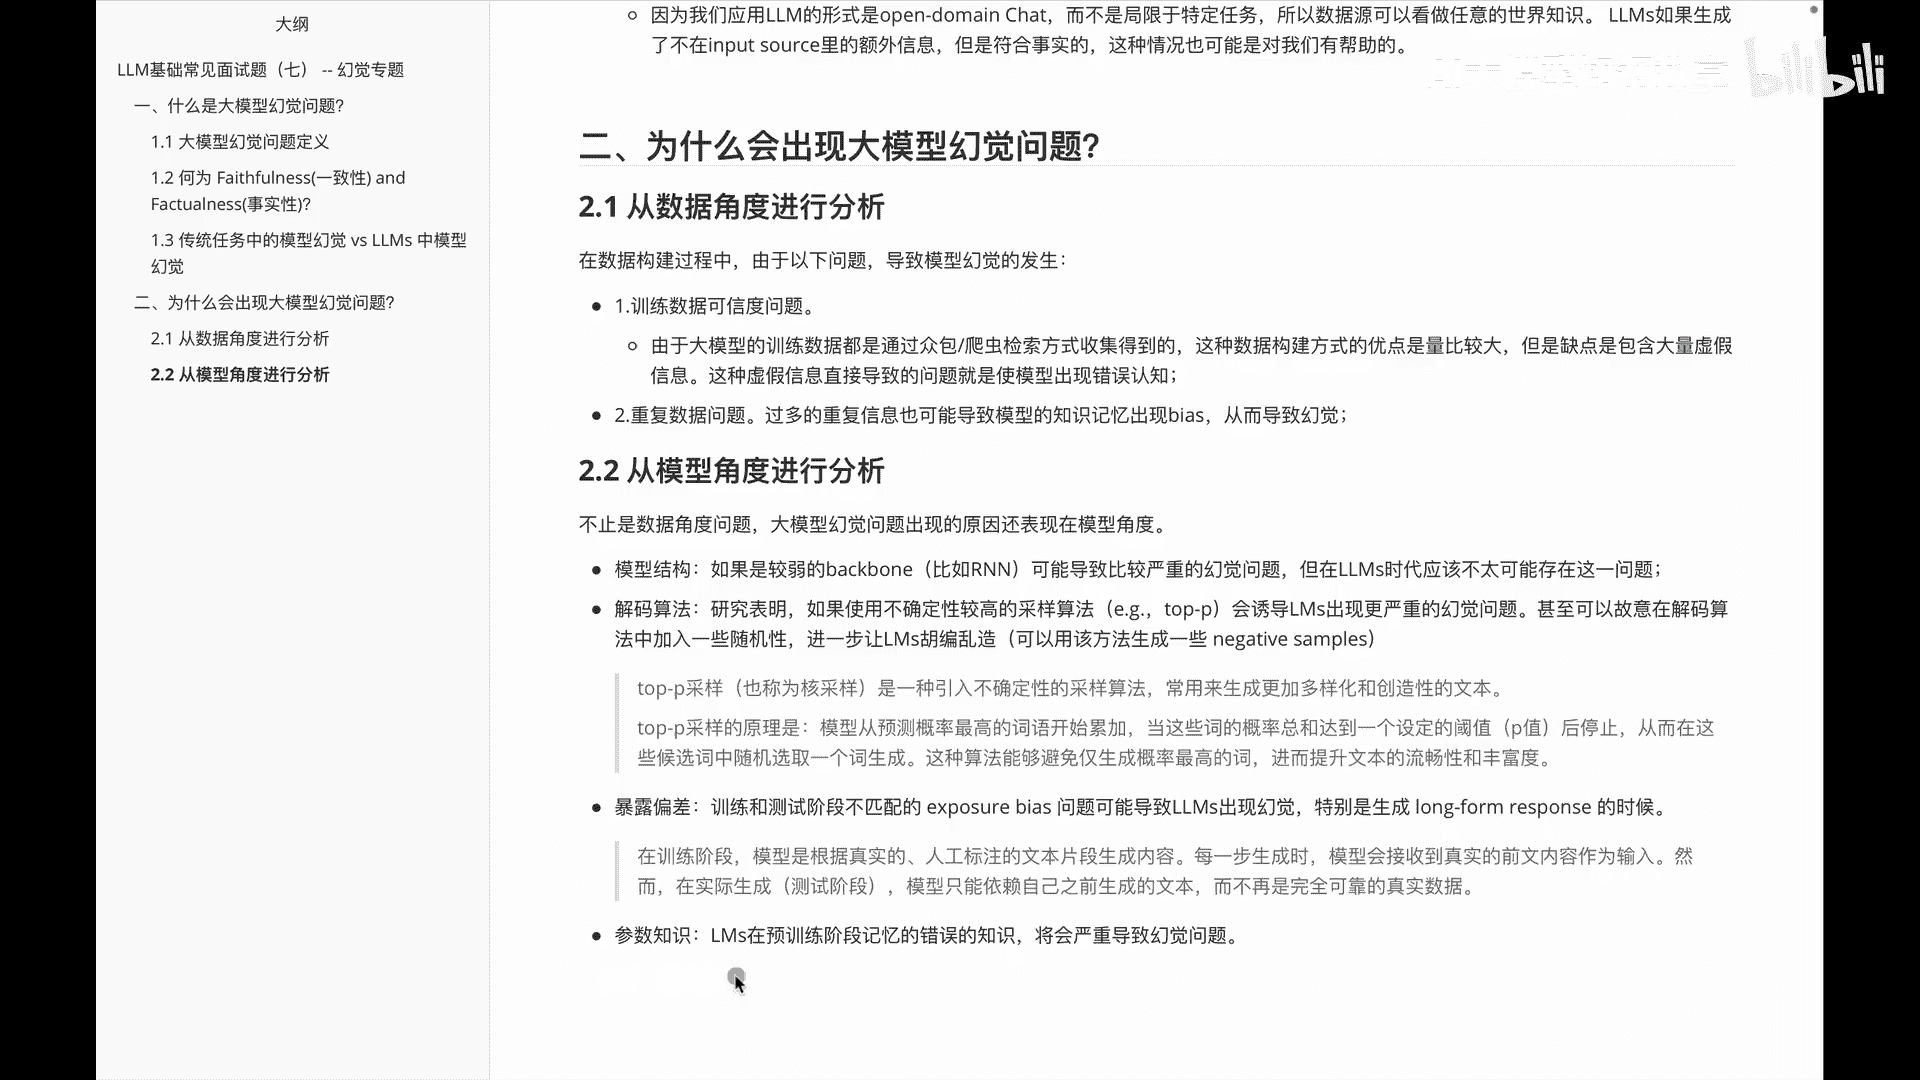 大纲
LLM基础常见面试题（七） -- 幻觉专题
一、什么是大模型幻觉问题?
1.1 大模型幻觉问题定义
1.2 何为 Faithfulness(一致性) and
Factualness(事实性)?
1.3 传统任务中的模型幻觉 vs LLMs 中模型
幻觉
二、为什么会出现大模型幻觉问题?
2.1 从数据角度进行分析
2.2 从模型角度进行分析
因为我们应用LLM的形式是open-domain Chat，而不是局限于特定任务，所以数据源可以看做任意的世界知识。 LLMs如果生成
了不在input source里的额外信息，但是符合事实的，这种情况也可能是对我们有帮助的。
bilibili
二、为什么会出现大模型幻觉问题?
2.1 从数据角度进行分析
在数据构建过程中，由于以下问题，导致模型幻觉的发生：
1.训练数据可信度问题。
由于大模型的训练数据都是通过众包/爬虫检索方式收集得到的，这种数据构建方式的优点是量比较大，但是缺点是包含大量虚假
信息。这种虚假信息直接导致的问题就是使模型出现错误认知；
2.重复数据问题。过多的重复信息也可能导致模型的知识记忆出现bias，从而导致幻觉；
2.2 从模型角度进行分析
不止是数据角度问题，大模型幻觉问题出现的原因还表现在模型角度。
模型结构：如果是较弱的backbone（比如RNN）可能导致比较严重的幻觉问题，但在LLMs时代应该不太可能存在这一问题；
解码算法：研究表明，如果使用不确定性较高的采样算法（e.g.，top-p）会诱导LMs出现更严重的幻觉问题。甚至可以故意在解码算
法中加入一些随机性，进一步让LMs胡编乱造（可以用该方法生成一些 negative samples）
top-p采样（也称为核采样）是一种引入不确定性的采样算法，常用来生成更加多样化和创造性的文本。
top-p采样的原理是：模型从预测概率最高的词语开始累加，当这些词的概率总和达到一个设定的阈值（p值）后停止，从而在这
些候选词中随机选取一个词生成。这种算法能够避免仅生成概率最高的词，进而提升文本的流畅性和丰富度。
暴露偏差：训练和测试阶段不匹配的 exposure bias 问题可能导致LLMs出现幻觉，特别是生成 long-form response 的时候。
在训练阶段，模型是根据真实的、人工标注的文本片段生成内容。每一步生成时，模型会接收到真实的前文内容作为输入。然
而，在实际生成（测试阶段），模型只能依赖自己之前生成的文本，而不再是完全可靠的真实数据。
参数知识：LMs在预训练阶段记忆的错误的知识，将会严重导致幻觉问题。